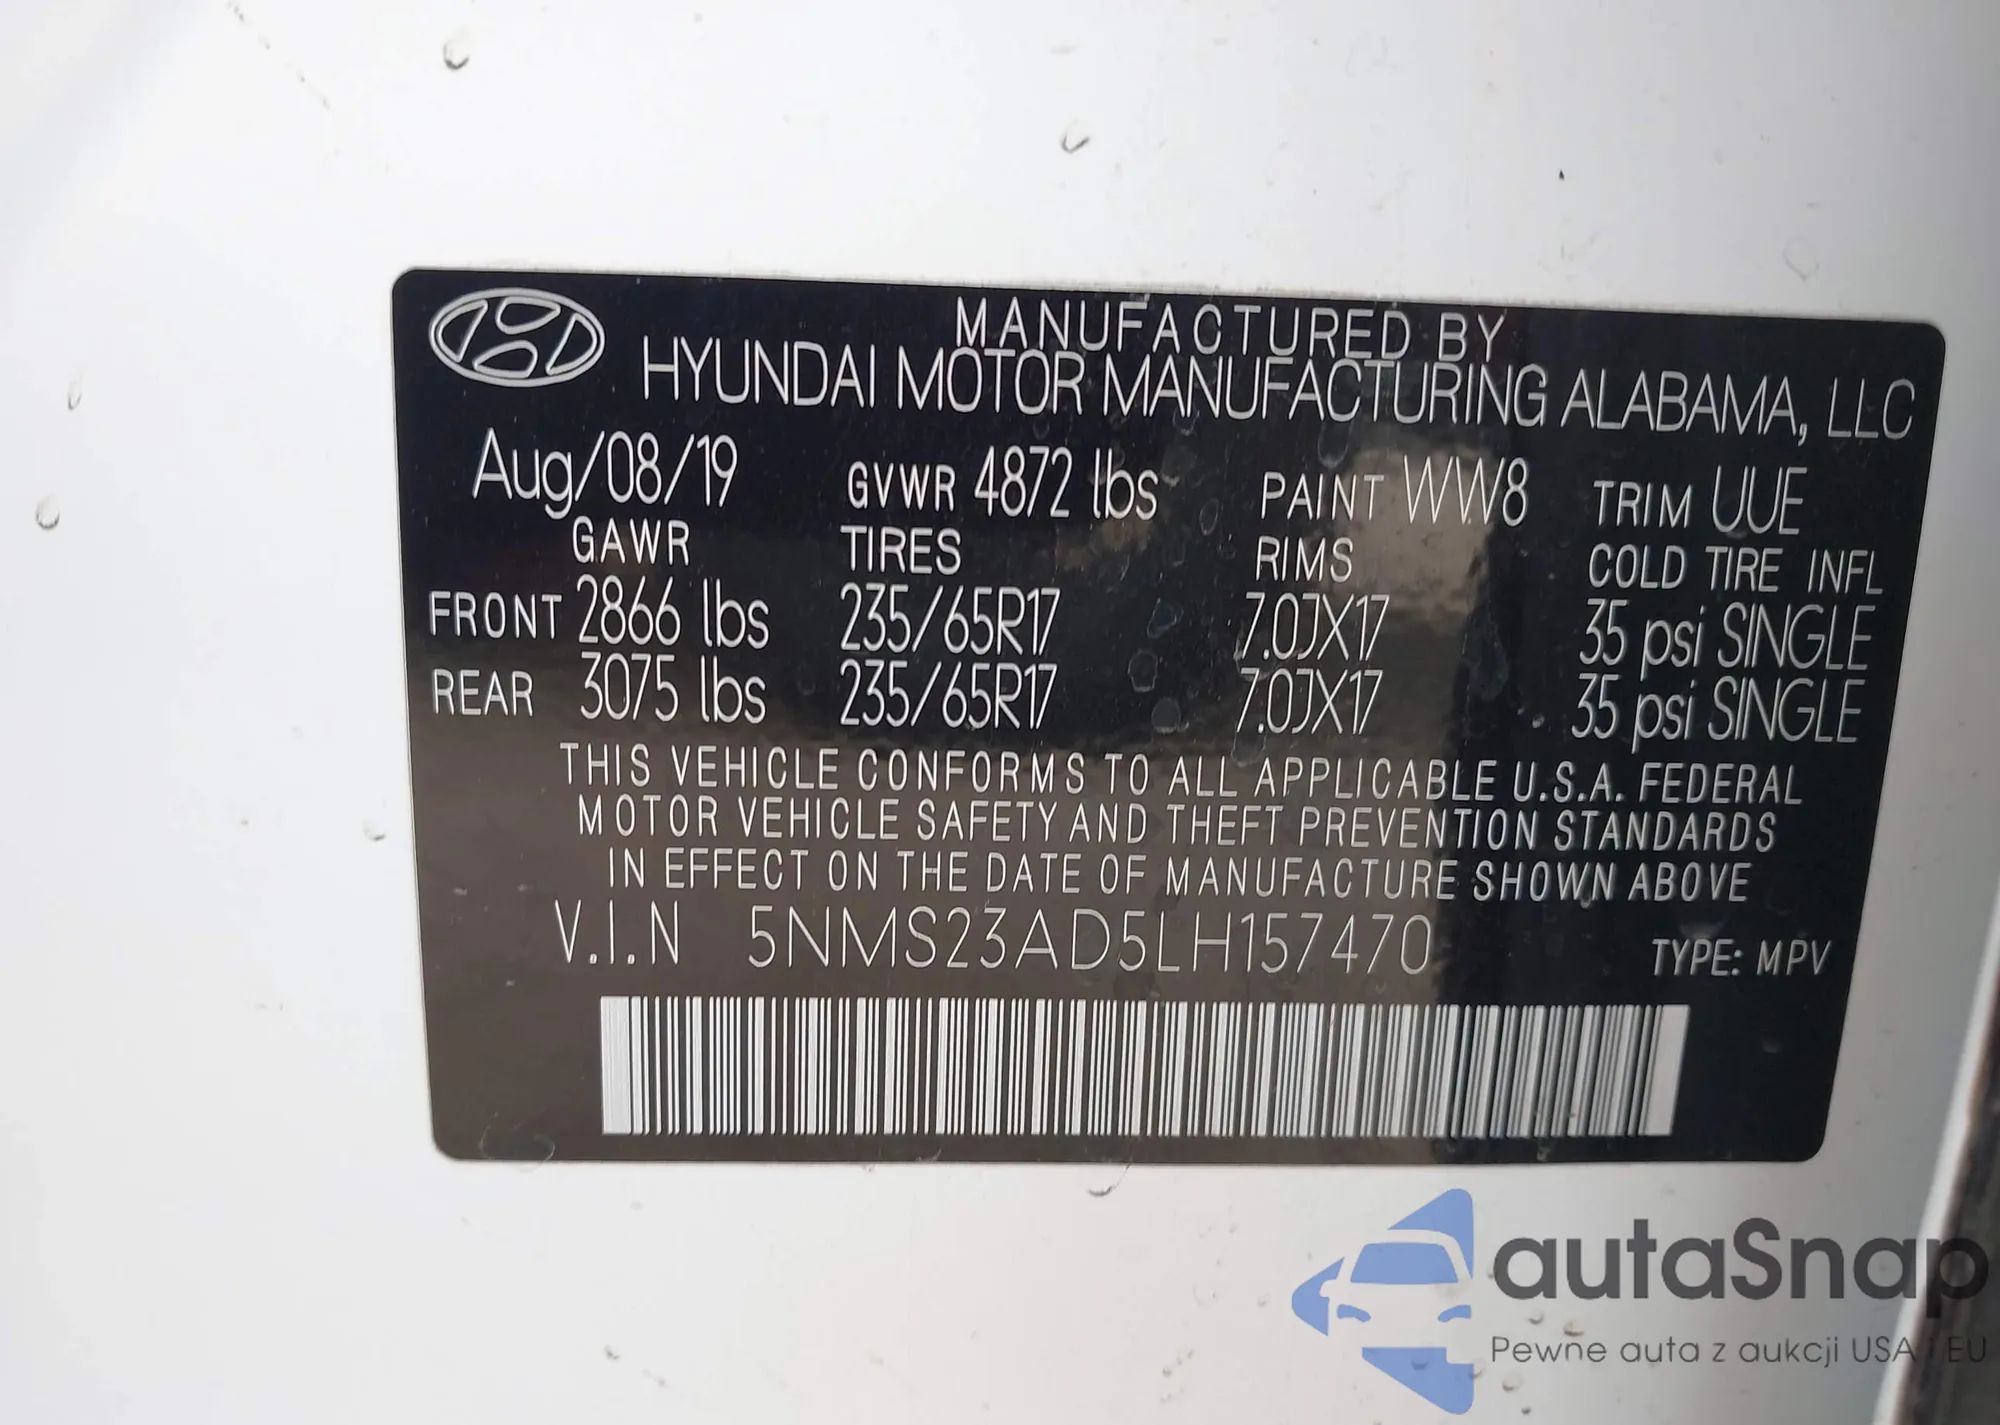 MANUFACTURED BY
HYUNDAI MOTOR MANUFACTURING ALABAMA, LLC
Aug/08/19 GVWR 4872 lbs PAINT WW8 TRIM UUE
GAWR TIRES RIMS COLD TIRE INFL
FRONT 2866 lbs 235/65R17 7.0JX17 35 psi SINGLE
REAR 3075 lbs 235/65R17 7.0JX17 35 psi SINGLE
THIS VEHICLE CONFORMS TO ALL APPLICABLE U.S.A. FEDERAL
MOTOR VEHICLE SAFETY AND THEFT PREVENTION STANDARDS
IN EFFECT ON THE DATE OF MANUFACTURE SHOWN ABOVE
V.I.N 5NMS23AD5LH157470 TYPE: MPV
autaSnap
Pewne auta z aukcji USA i EU